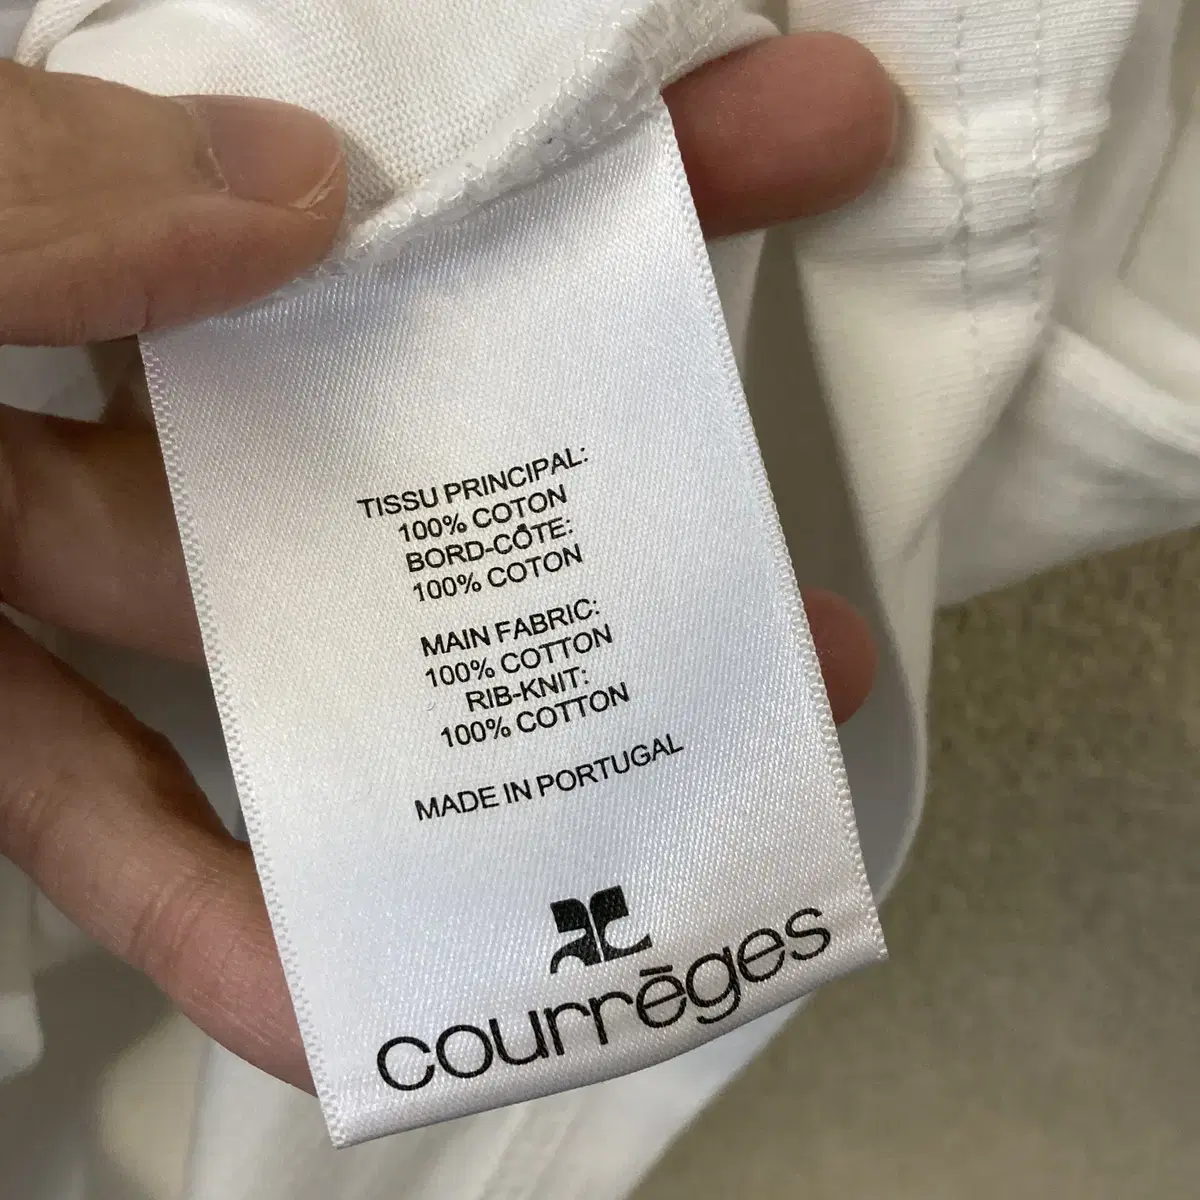 TISSU PRINCIPAL:
100% COTON
BORD-CÔTE:
100% COTON
MAIN FABRIC:
100% COTTON
RIB-KNIT:
100% COTTON
MADE IN PORTUGAL
courrēges